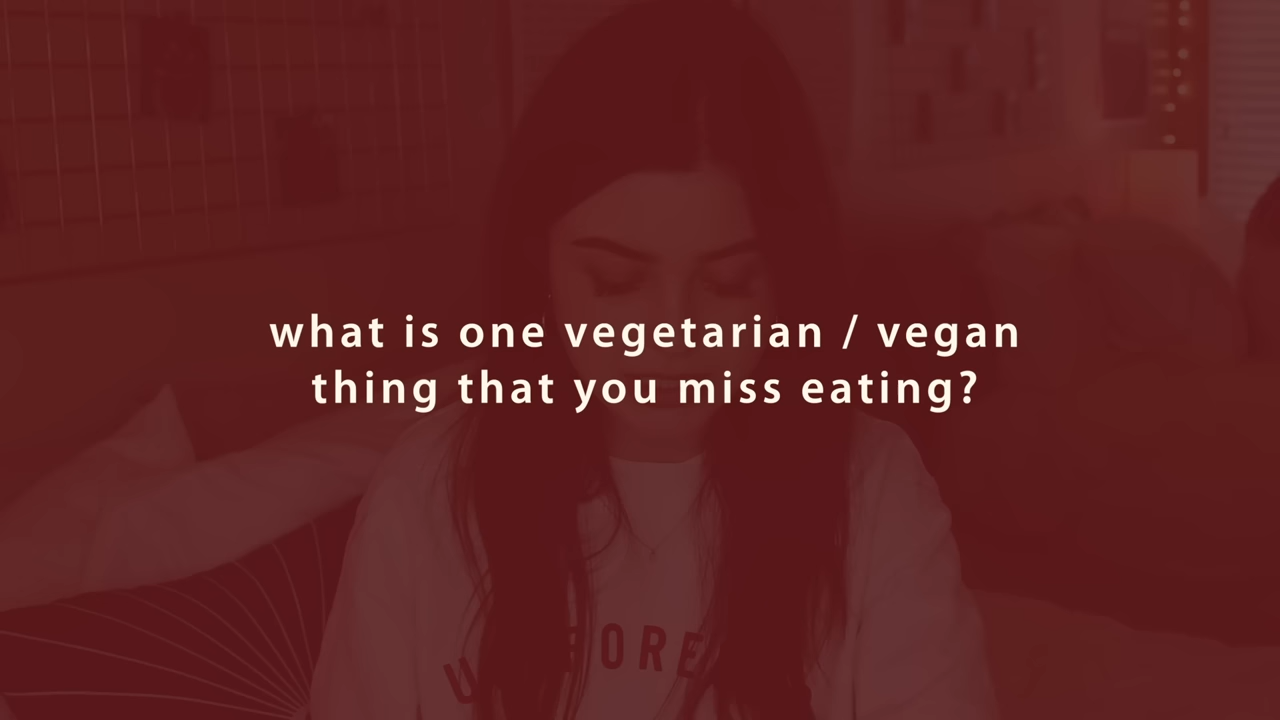 what is one vegetarian / vegan
thing that you miss eating?